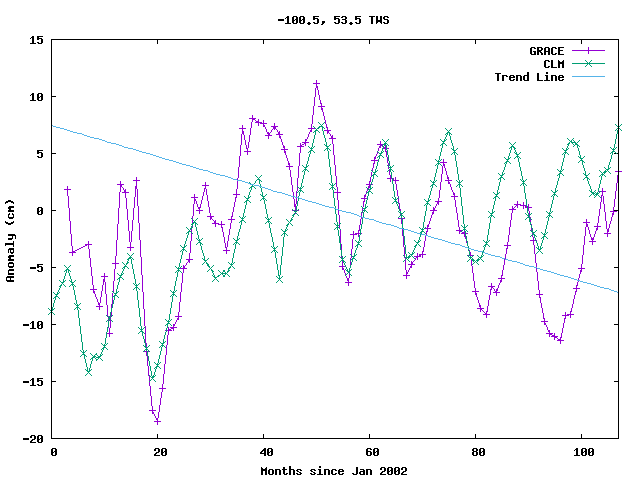 -100.5, 53.5 TWS
15
10
5
0
-5
-10
-15
-20
Anomaly (cm)
GRACE
CLM
Trend Line
0 20 40 60 80 100
Months since Jan 2002